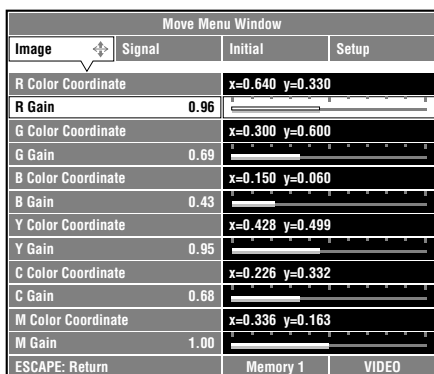 Move Menu Window
Image Signal Initial Setup
R Color Coordinate x=0.640 y=0.330
R Gain 0.96
G Color Coordinate x=0.300 y=0.600
G Gain 0.69
B Color Coordinate x=0.150 y=0.060
B Gain 0.43
Y Color Coordinate x=0.428 y=0.499
Y Gain 0.95
C Color Coordinate x=0.226 y=0.332
C Gain 0.68
M Color Coordinate x=0.336 y=0.163
M Gain 1.00
ESCAPE: Return Memory 1 VIDEO